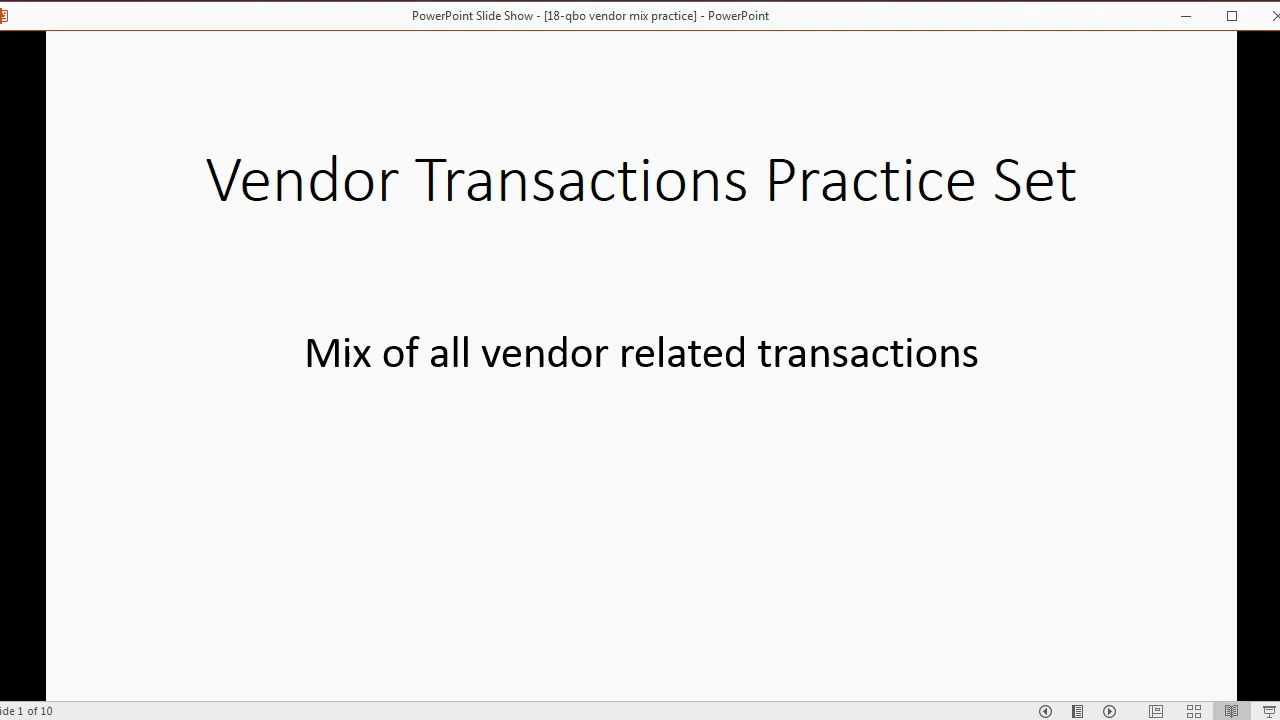 PowerPoint Slide Show - [18-qbo vendor mix practice] - PowerPoint
Vendor Transactions Practice Set
Mix of all vendor related transactions
ide 1 of 10